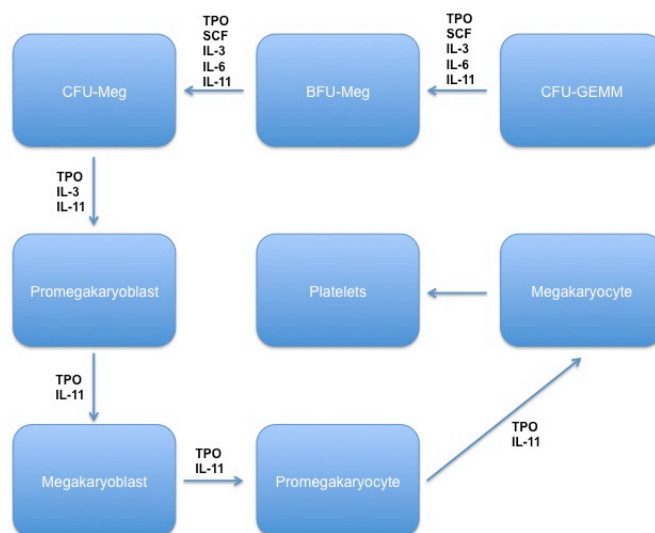 TPO
SCF
IL-3
IL-6
IL-11
TPO
SCF
IL-3
IL-6
IL-11
CFU-Meg
BFU-Meg
CFU-GEMM
TPO
IL-3
IL-11
Promegakaryoblast
Platelets
Megakaryocyte
TPO
IL-11
TPO
IL-11
TPO
IL-11
Megakaryoblast
Promegakaryocyte